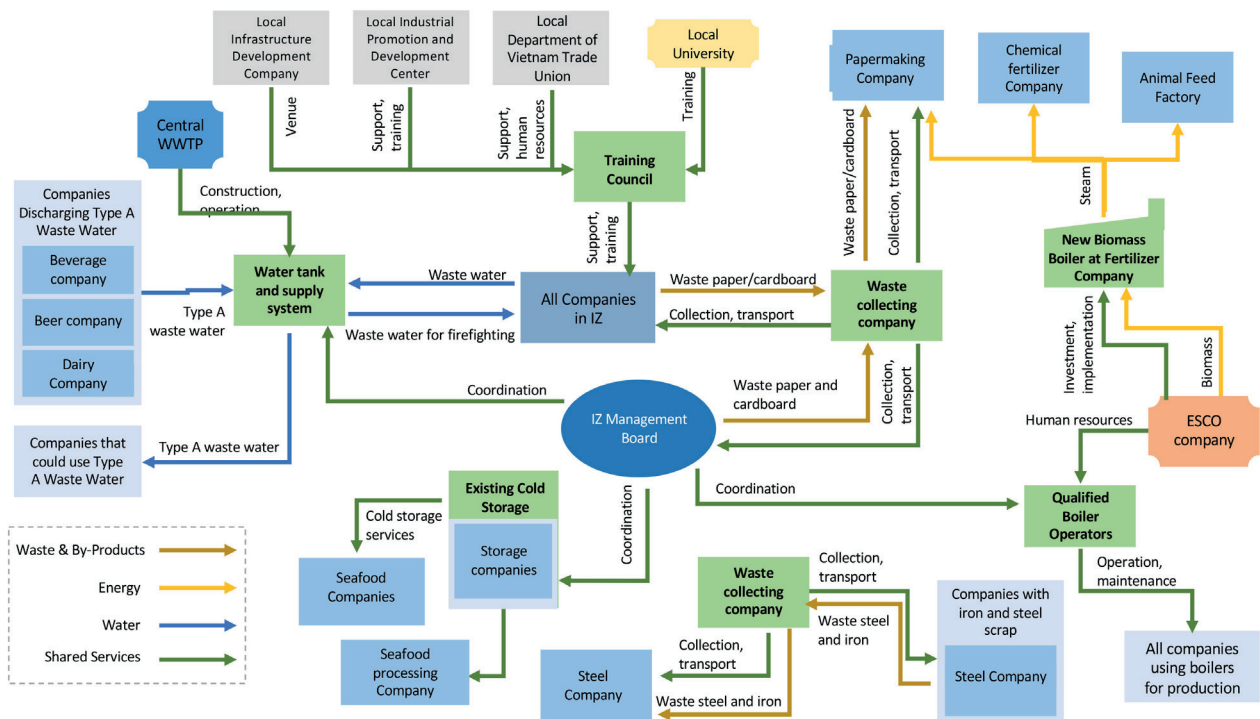 Local
Infrastructure
Development
Company
Local Industrial
Promotion and
Development
Center
Local
Department of
Vietnam Trade
Union
Local
University
Papermaking
Company
Chemical
fertilizer
Company
Animal Feed
Factory
Central
WWTP
Venue
Support,
training
Support,
human
resources
Training
Training
Council
Waste paper/cardboard
Collection, transport
Steam
Construction,
operation
Companies
Discharging Type A
Waste Water
Beverage
company
Beer company
Dairy
Company
Type A
waste water
Water tank
and supply
system
Waste water
Waste water for firefighting
Support,
training
All Companies
in IZ
Waste paper/cardboard
Collection, transport
Waste
collecting
company
New Biomass
Boiler at Fertilizer
Company
Investment,
implementation
Biomass
Coordination
IZ Management
Board
Waste paper and
cardboard
Collection,
transport
Human resources
ESCO
company
Companies that
could use Type
A Waste Water
Type A waste water
Coordination
Coordination
Qualified
Boiler
Operators
Existing Cold
Storage
Cold storage
services
Storage
companies
Seafood
Companies
Seafood
processing
Company
Waste & By-Products
Energy
Water
Shared Services
Waste
collecting
company
Collection,
transport
Waste steel
and iron
Companies with
iron and steel
scrap
Steel Company
Operation,
maintenance
All companies
using boilers
for production
Collection,
transport
Steel
Company
Waste steel and iron